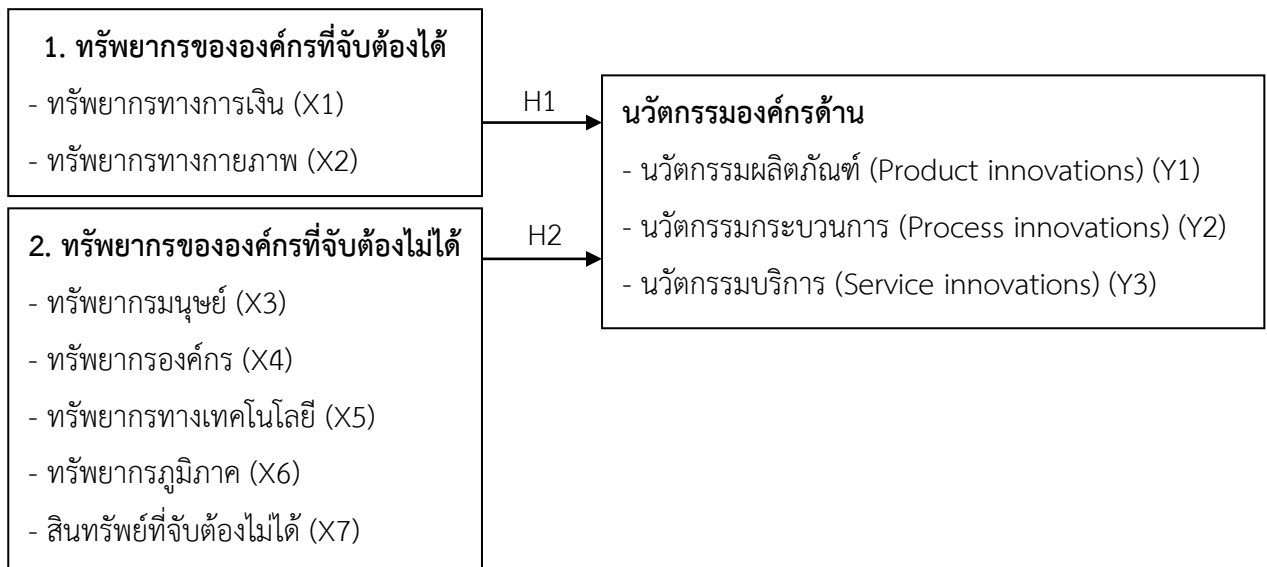 1. ทรัพยากรขององค์กรที่จับต้องได้
- ทรัพยากรทางการเงิน (X1)
- ทรัพยากรทางกายภาพ (X2)
H1
2. ทรัพยากรขององค์กรที่จับต้องไม่ได้
- ทรัพยากรมนุษย์ (X3)
- ทรัพยากรองค์กร (X4)
- ทรัพยากรทางเทคโนโลยี (X5)
- ทรัพยากรภูมิภาค (X6)
- สินทรัพย์ที่จับต้องไม่ได้ (X7)
H2
นวัตกรรมองค์กรด้าน
- นวัตกรรมผลิตภัณฑ์ (Product innovations) (Y1)
- นวัตกรรมกระบวนการ (Process innovations) (Y2)
- นวัตกรรมบริการ (Service innovations) (Y3)